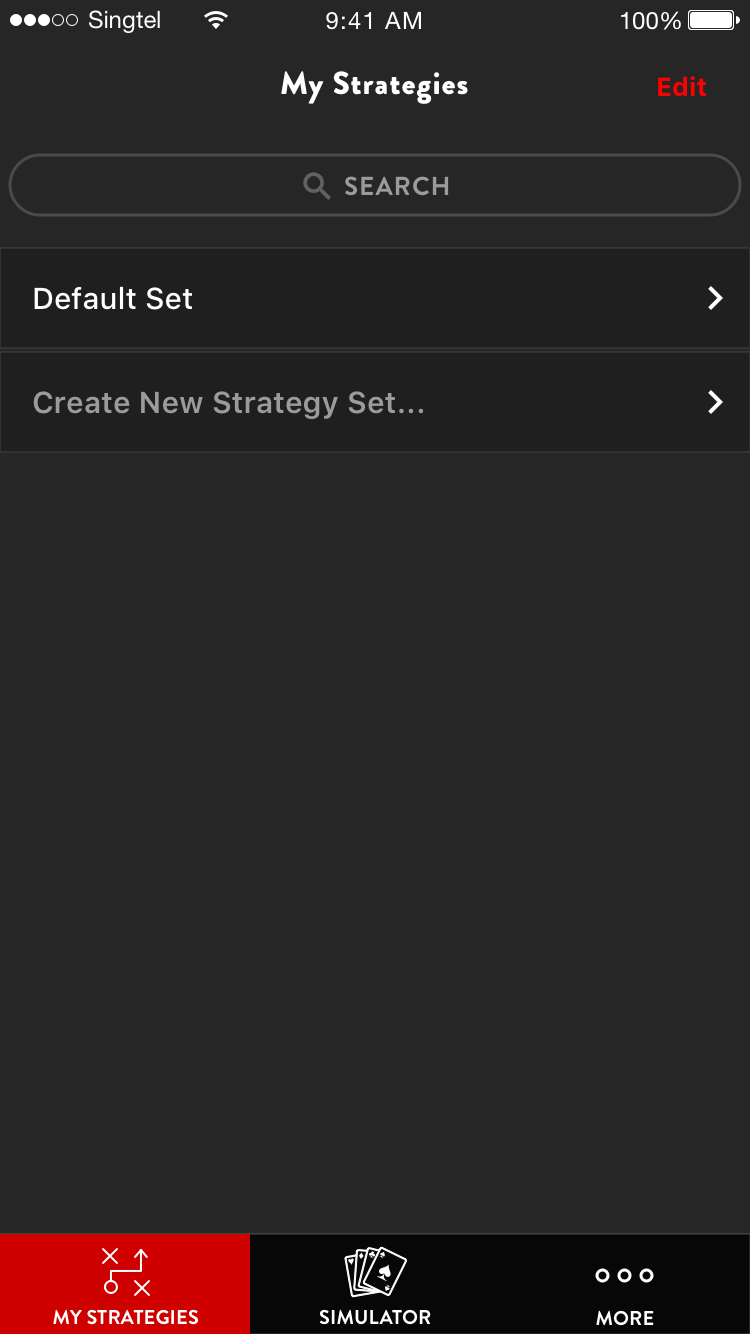 Singtel 9:41 AM 100%
My Strategies Edit
SEARCH
Default Set
Create New Strategy Set...
MY STRATEGIES SIMULATOR MORE